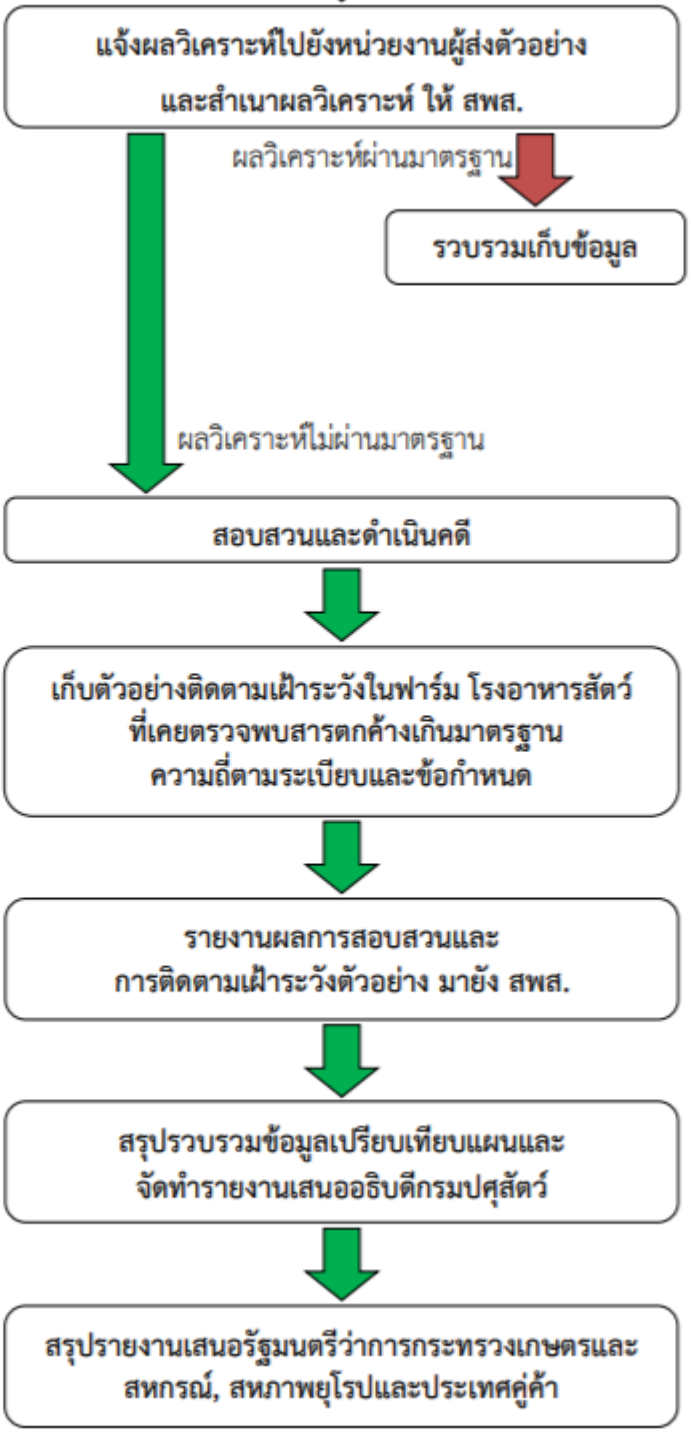 แจ้งผลวิเคราะห์ไปยังหน่วยงานผู้ส่งตัวอย่าง
และสำเนาผลวิเคราะห์ ให้ สพส.
ผลวิเคราะห์ผ่านมาตรฐาน
รวบรวมเก็บข้อมูล
ผลวิเคราะห์ไม่ผ่านมาตรฐาน
สอบสวนและดำเนินคดี
เก็บตัวอย่างติดตามเฝ้าระวังในฟาร์ม โรงอาหารสัตว์
ที่เคยตรวจพบสารตกค้างเกินมาตรฐาน
ความถี่ตามระเบียบและข้อกำหนด
รายงานผลการสอบสวนและ
การติดตามเฝ้าระวังตัวอย่าง มายัง สพส.
สรุปรวบรวมข้อมูลเปรียบเทียบแผนและ
จัดทำรายงานเสนออธิบดีกรมปศุสัตว์
สรุปรายงานเสนอรัฐมนตรีว่าการกระทรวงเกษตรและ
สหกรณ์, สหภาพยุโรปและประเทศคู่ค้า